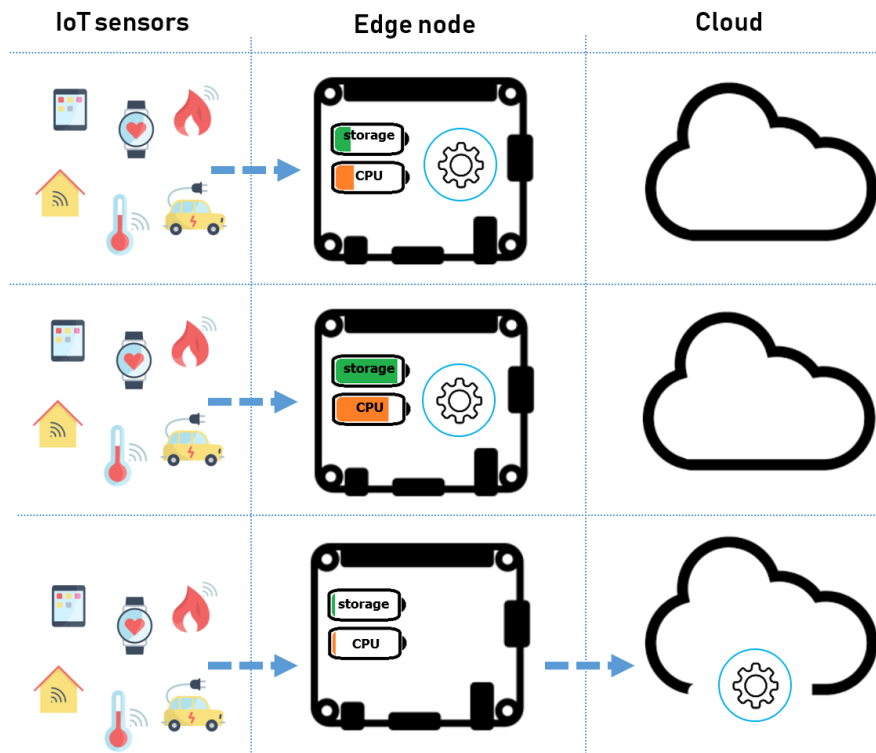 IoT sensors
Edge node
Cloud
storage
CPU
storage
CPU
storage
CPU